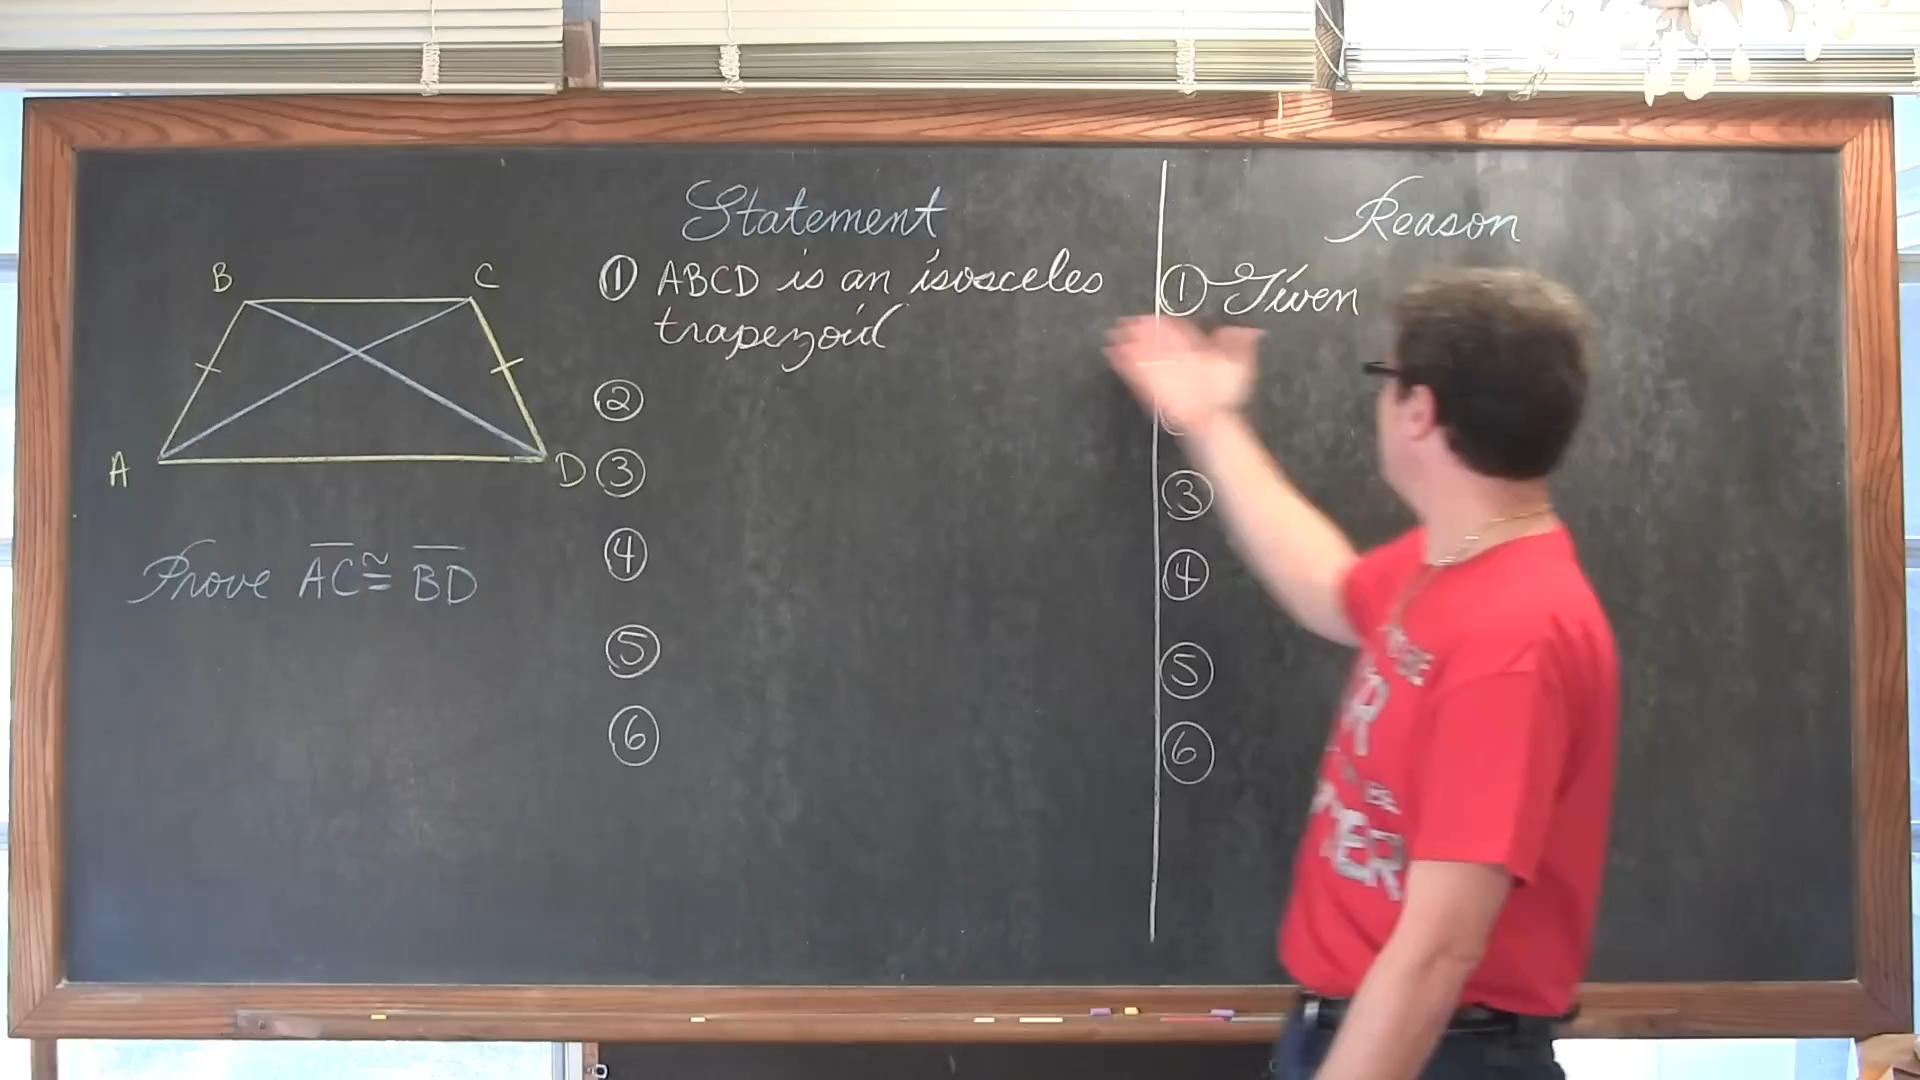 Statement
Reason
① ABCD is an isosceles
trapezoid
① Given
②
③
④
⑤
⑥
③
④
⑤
⑥
B
C
A
D
Prove AC ≅ BD